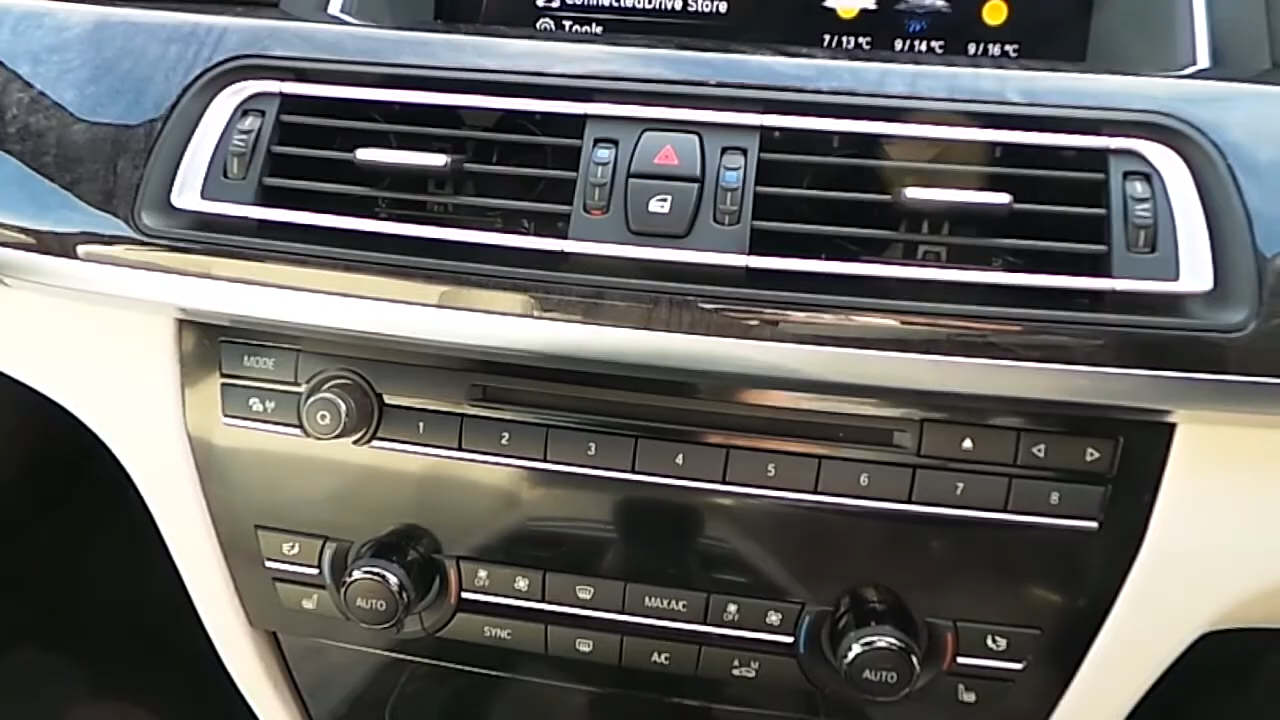 ConnectedDrive Store
Tools
7 / 13 °C 9 / 14 °C 9 / 16 °C
MODE
1 2 3 4 5 6 7 8
AUTO OFF MAX A/C OFF AUTO
SYNC A/C A M